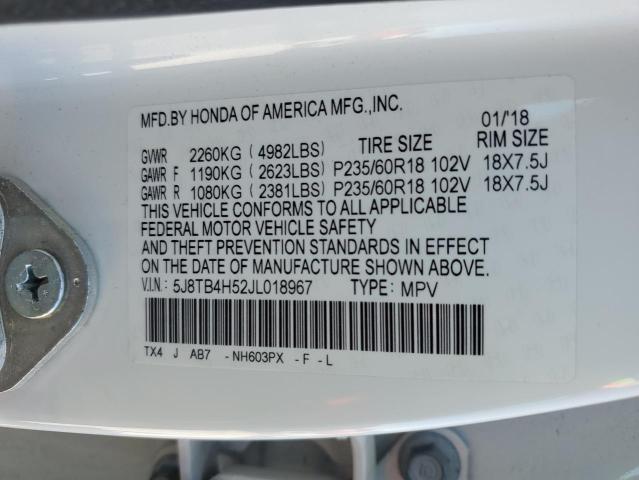 MFD.BY HONDA OF AMERICA MFG.,INC. 01/'18
GVWR 2260KG (4982LBS) TIRE SIZE RIM SIZE
GAWR F 1190KG (2623LBS) P235/60R18 102V 18X7.5J
GAWR R 1080KG (2381LBS) P235/60R18 102V 18X7.5J
THIS VEHICLE CONFORMS TO ALL APPLICABLE
FEDERAL MOTOR VEHICLE SAFETY
AND THEFT PREVENTION STANDARDS IN EFFECT
ON THE DATE OF MANUFACTURE SHOWN ABOVE.
V.I.N: 5J8TB4H52JL018967 TYPE: MPV
TX4 J AB7 -NH603PX -F -L